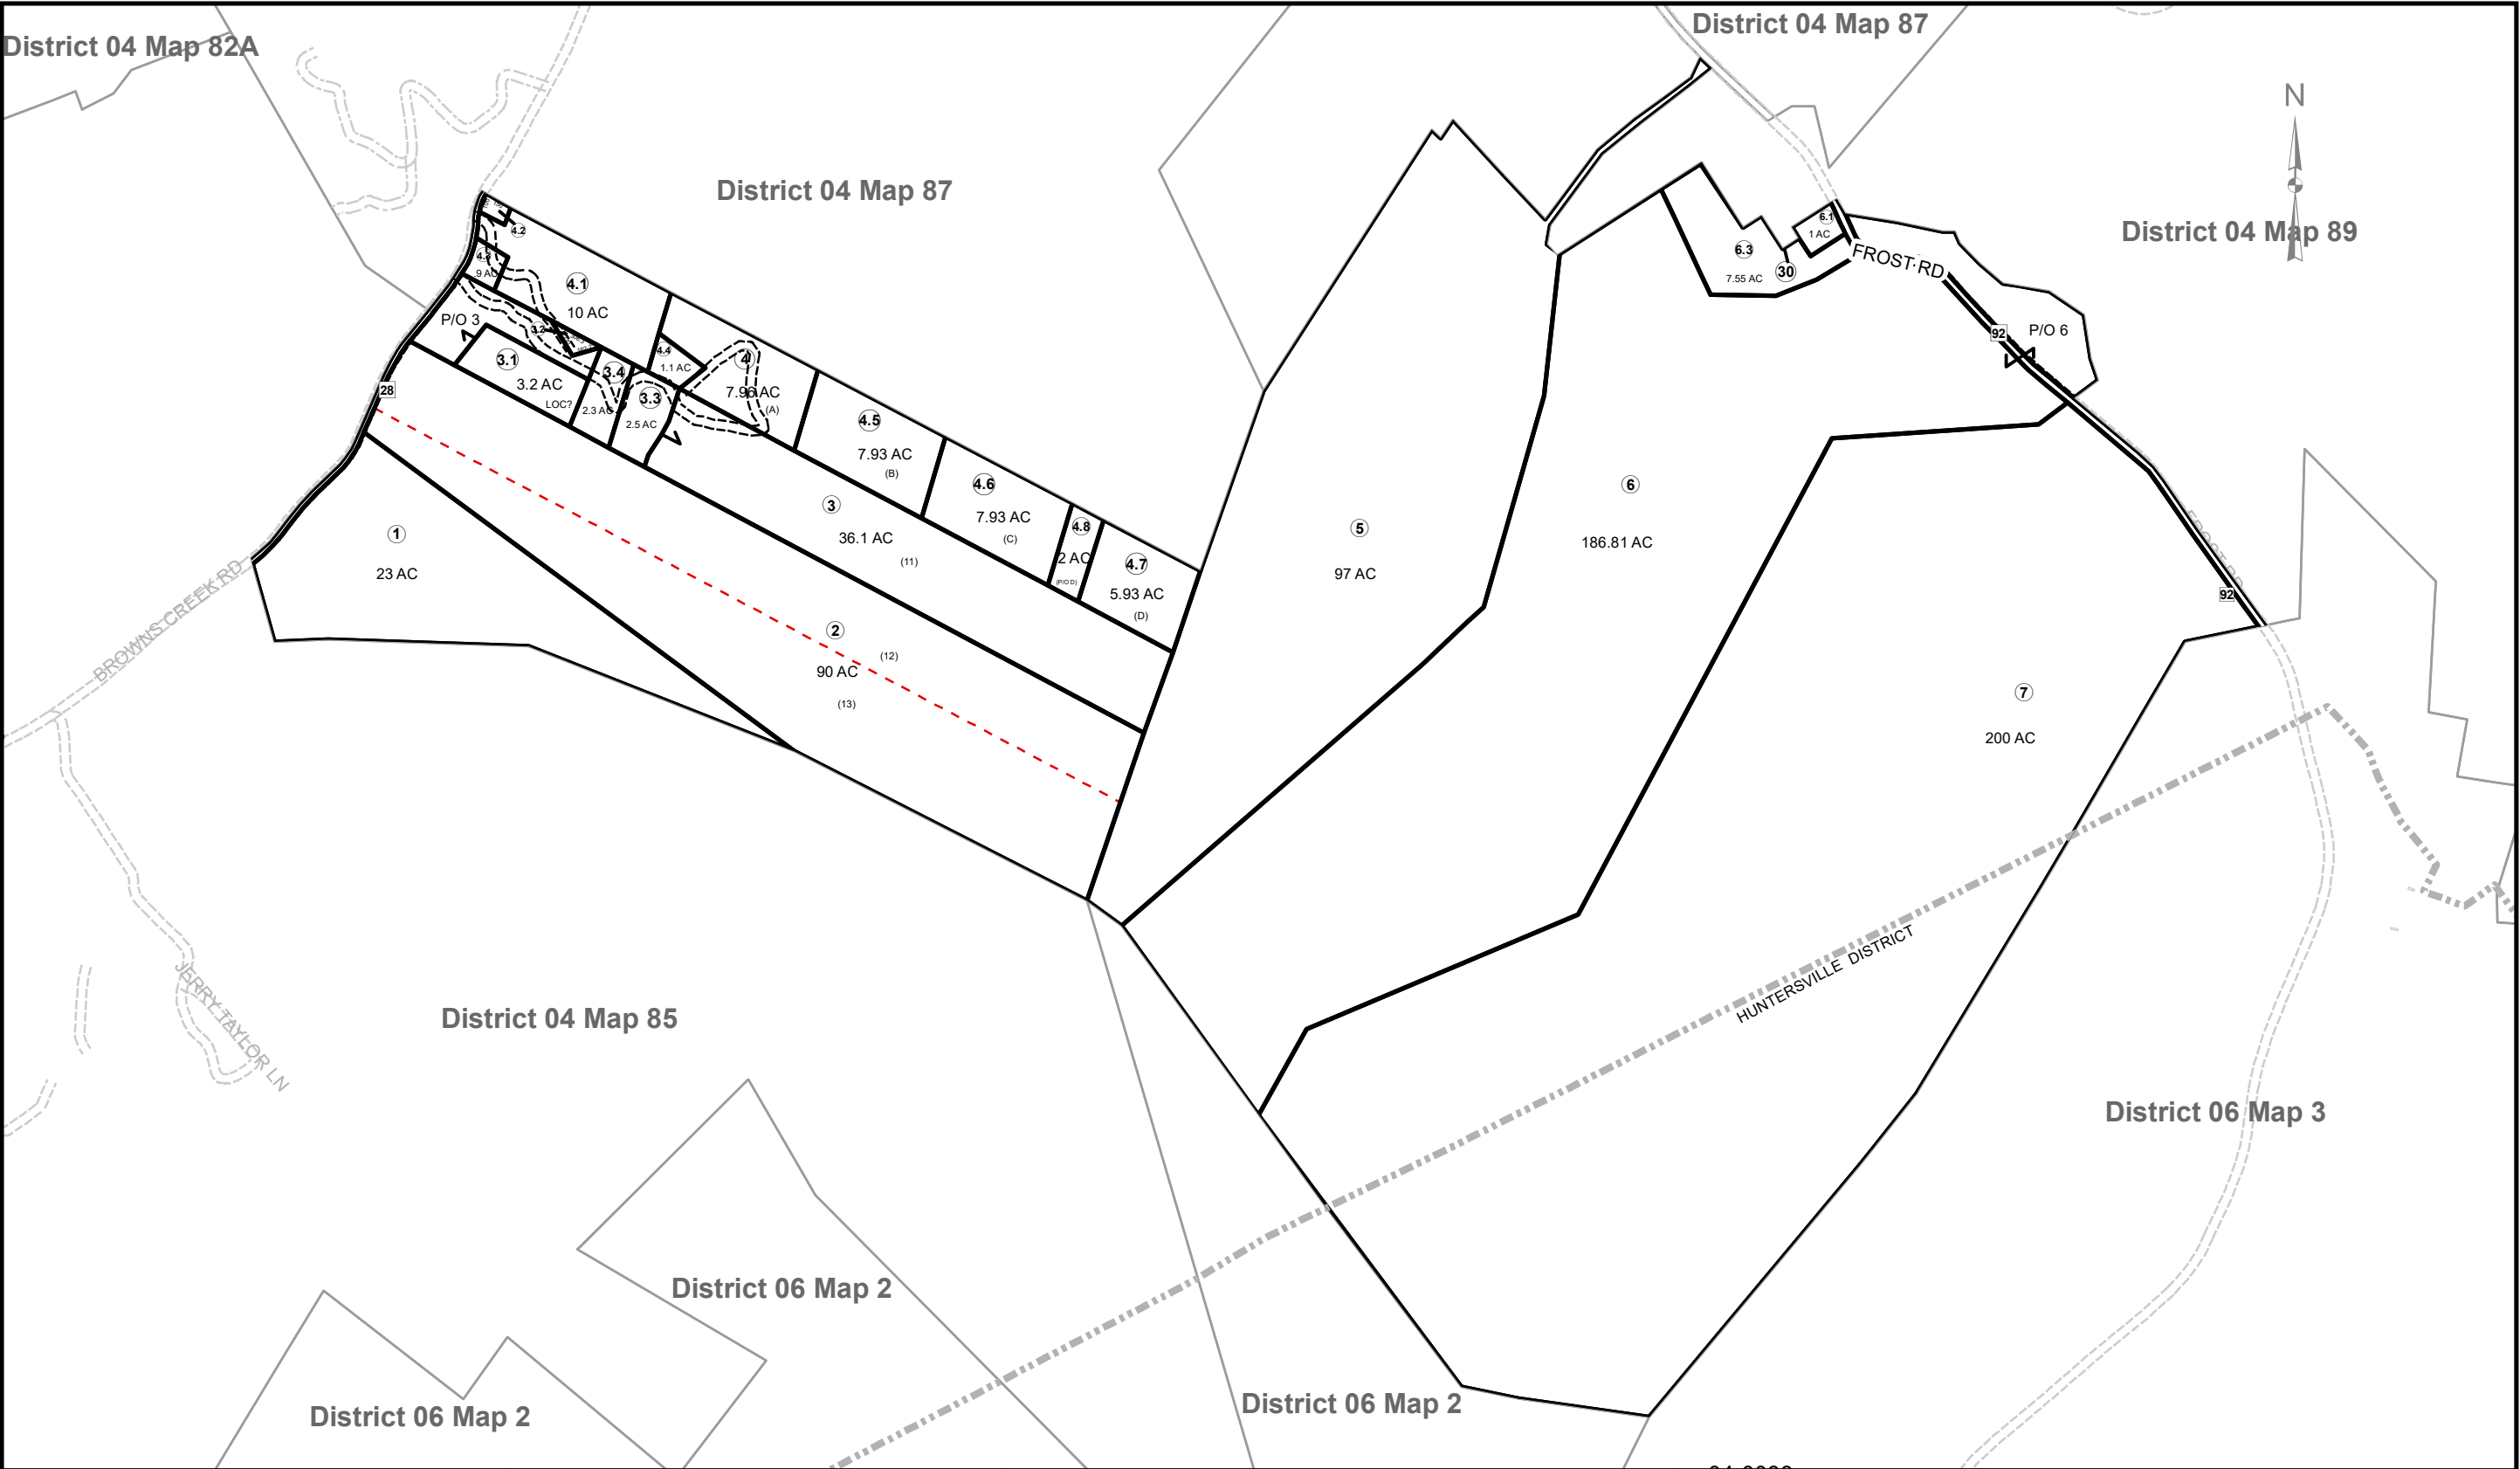 District 04 Map 87
District 04 Map 82A
N
District 04 Map 87
District 04 Map 89
4.2
4.3
9 AC
4.1
10 AC
6.1
1 AC
6.3
7.55 AC
30
FROST RD
P/O 3
3.2
92
P/O 6
3.1
3.2 AC
LOC?
3.4
2.3 AC
4.4
1.1 AC
4
7.96 AC
(A)
28
3.3
2.5 AC
4.5
7.93 AC
(B)
4.6
7.93 AC
(C)
4.8
2 AC
(P/O D)
4.7
5.93 AC
(D)
3
36.1 AC
(11)
1
23 AC
5
97 AC
6
186.81 AC
FROST RD
92
BROWNS CREEK RD
2
(12)
90 AC
(13)
7
200 AC
HUNTERSVILLE DISTRICT
JERRY TAYLOR LN
District 04 Map 85
District 06 Map 3
District 06 Map 2
District 06 Map 2
District 06 Map 2